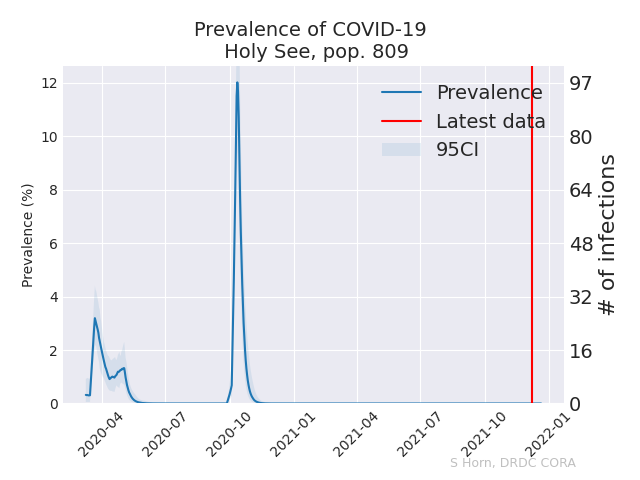 Prevalence of COVID-19
Holy See, pop. 809
12
10
8
6
4
2
0
Prevalence (%)
Prevalence
Latest data
95CI
97
80
64
48
32
16
0
# of infections
2020-04
2020-07
2020-10
2021-01
2021-04
2021-07
2021-10
2022-01
S Horn, DRDC CORA